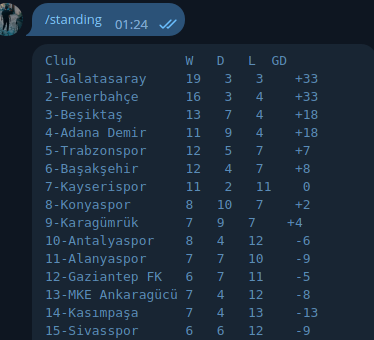 /standing 01:24
Club W D L GD
1-Galatasaray 19 3 3 +33
2-Fenerbahçe 16 3 4 +33
3-Beşiktaş 13 7 4 +18
4-Adana Demir 11 9 4 +18
5-Trabzonspor 12 5 7 +7
6-Başakşehir 12 4 7 +8
7-Kayserispor 11 2 11 0
8-Konyaspor 8 10 7 +2
9-Karagümrük 7 9 7 +4
10-Antalyaspor 8 4 12 -6
11-Alanyaspor 7 7 10 -9
12-Gaziantep FK 6 7 11 -5
13-MKE Ankaragücü 7 4 12 -8
14-Kasımpaşa 7 4 13 -13
15-Sivasspor 6 6 12 -9